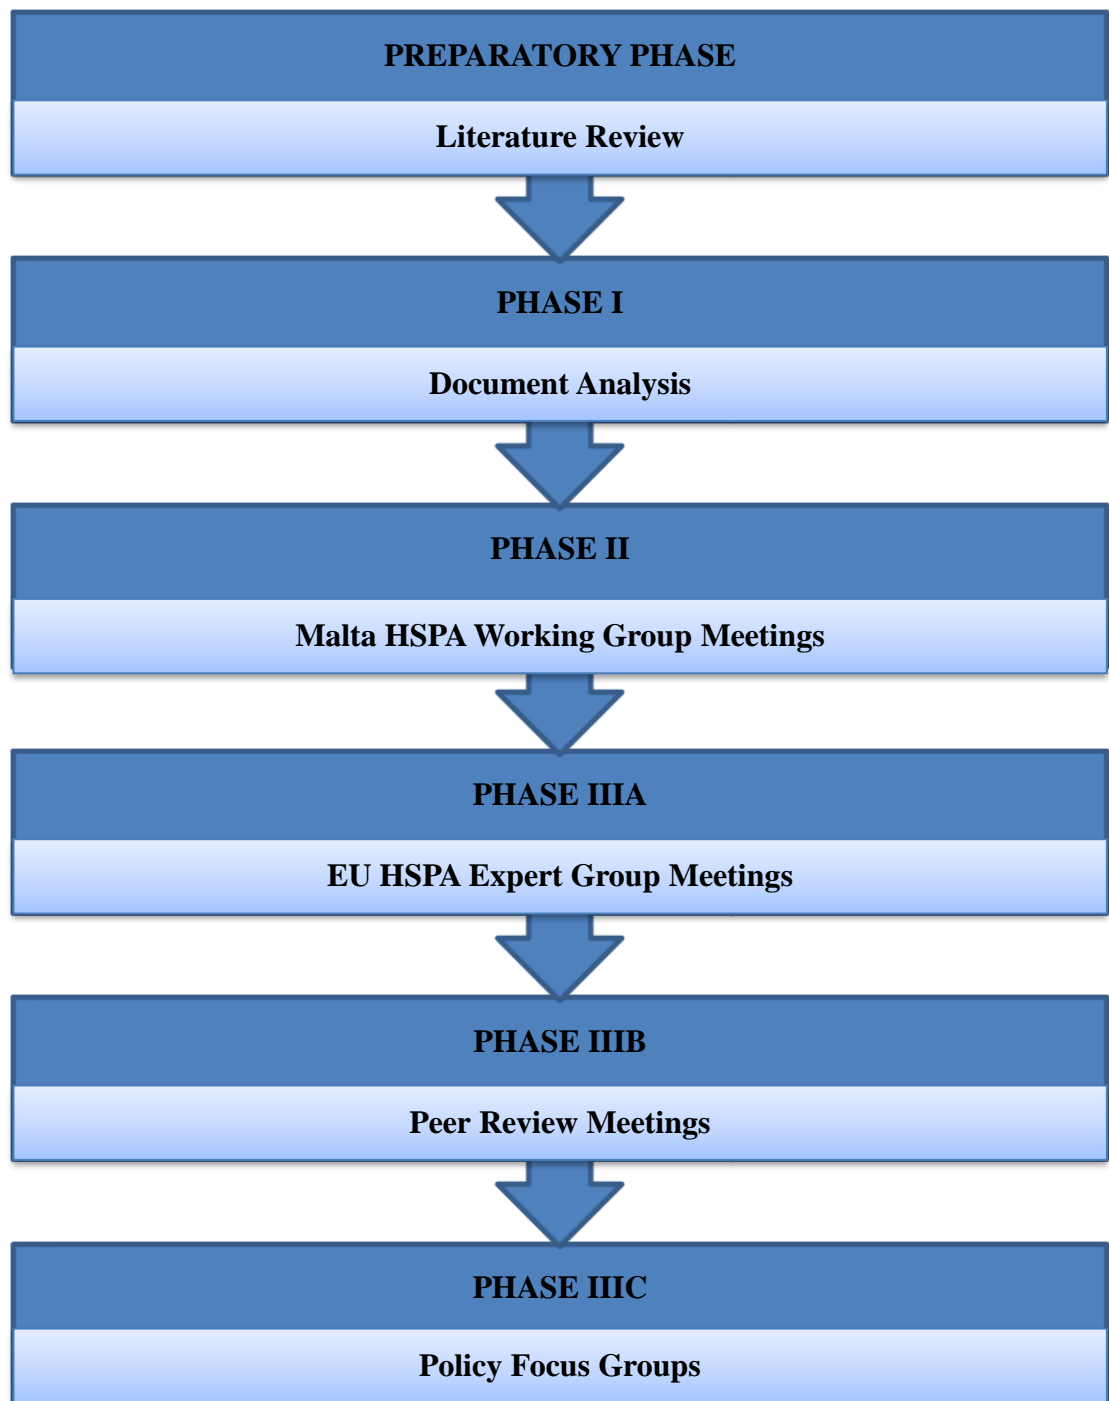 PREPARATORY PHASE
Literature Review
PHASE I
Document Analysis
PHASE II
Malta HSPA Working Group Meetings
PHASE IIIA
EU HSPA Expert Group Meetings
PHASE IIIB
Peer Review Meetings
PHASE IIIC
Policy Focus Groups